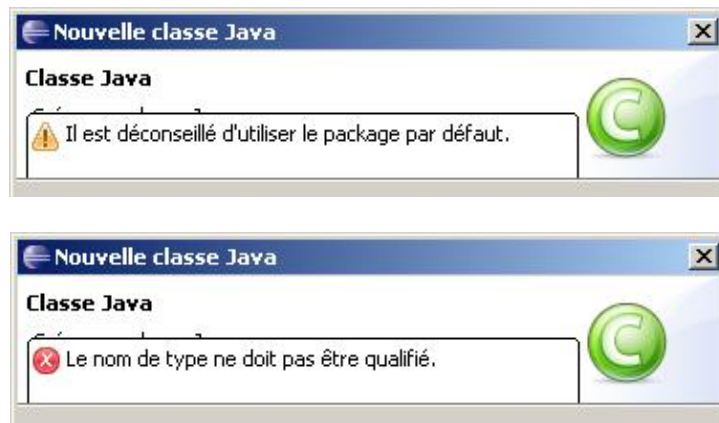 Nouvelle classe Java
Classe Java
Il est déconseillé d'utiliser le package par défaut.
Nouvelle classe Java
Classe Java
Le nom de type ne doit pas être qualifié.